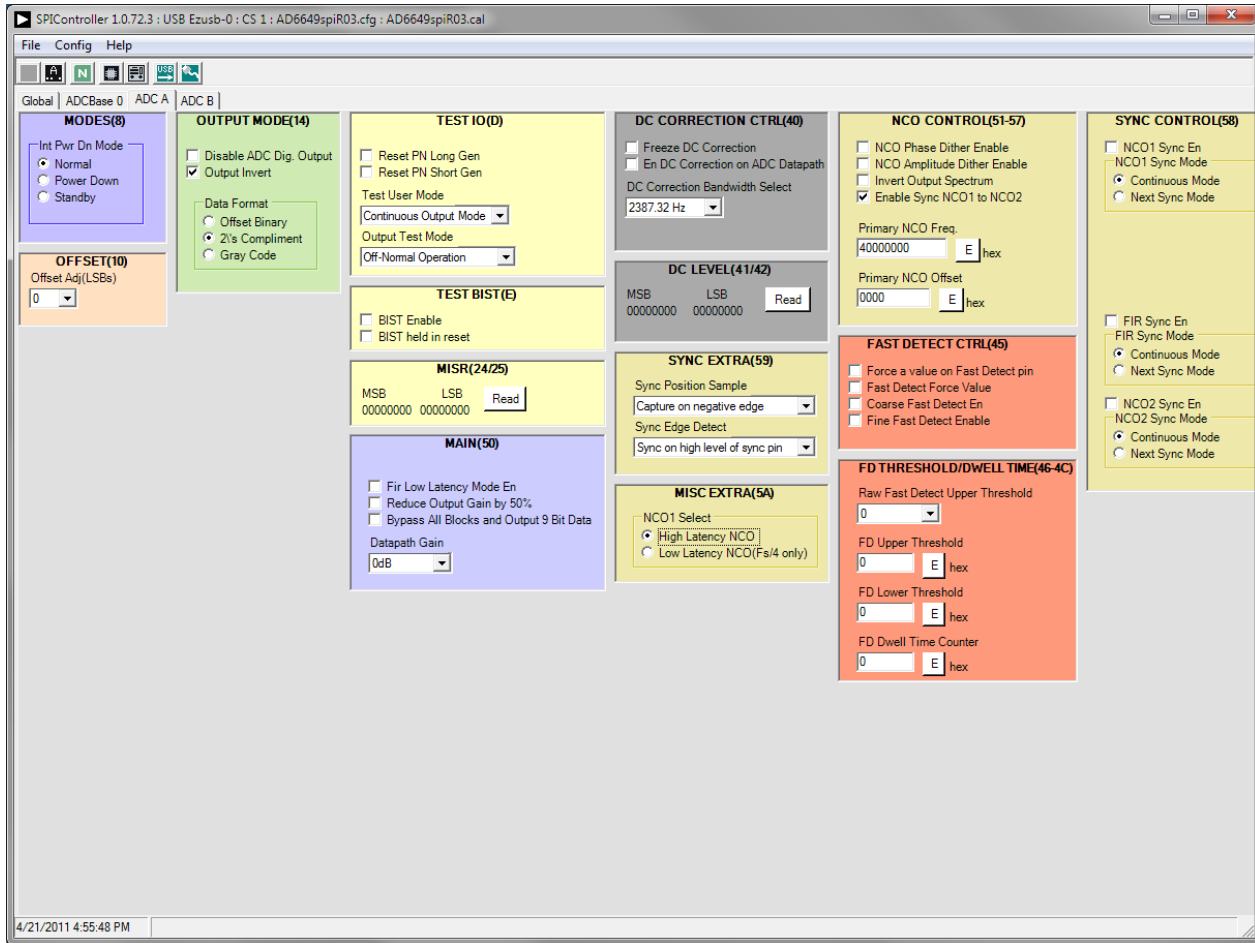 SPIController 1.0.72.3 : USB Ezusb-0 : CS 1 : AD6649spiR03.cfg : AD6649spiR03.cal
File Config Help
A N USB
Global ADCBase 0 ADC A ADC B
MODES(8)
Int Pwr Dn Mode
Normal
Power Down
Standby
OFFSET(10)
Offset Adj(LSBs)
0
OUTPUT MODE(14)
Disable ADC Dig. Output
Output Invert
Data Format
Offset Binary
2\'s Compliment
Gray Code
TEST IO(D)
Reset PN Long Gen
Reset PN Short Gen
Test User Mode
Continuous Output Mode
Output Test Mode
Off-Normal Operation
TEST BIST(E)
BIST Enable
BIST held in reset
MISR(24/25)
MSB LSB
00000000 00000000 Read
MAIN(50)
Fir Low Latency Mode En
Reduce Output Gain by 50%
Bypass All Blocks and Output 9 Bit Data
Datapath Gain
0dB
DC CORRECTION CTRL(40)
Freeze DC Correction
En DC Correction on ADC Datapath
DC Correction Bandwidth Select
2387.32 Hz
DC LEVEL(41/42)
MSB LSB
00000000 00000000 Read
SYNC EXTRA(59)
Sync Position Sample
Capture on negative edge
Sync Edge Detect
Sync on high level of sync pin
MISC EXTRA(5A)
NCO1 Select
High Latency NCO
Low Latency NCO(Fs/4 only)
NCO CONTROL(51-57)
NCO Phase Dither Enable
NCO Amplitude Dither Enable
Invert Output Spectrum
Enable Sync NCO1 to NCO2
Primary NCO Freq.
40000000 E hex
Primary NCO Offset
0000 E hex
FAST DETECT CTRL(45)
Force a value on Fast Detect pin
Fast Detect Force Value
Coarse Fast Detect En
Fine Fast Detect Enable
FD THRESHOLD/DWELL TIME(46-4C)
Raw Fast Detect Upper Threshold
0
FD Upper Threshold
0 E hex
FD Lower Threshold
0 E hex
FD Dwell Time Counter
0 E hex
SYNC CONTROL(58)
NCO1 Sync En
NCO1 Sync Mode
Continuous Mode
Next Sync Mode
FIR Sync En
FIR Sync Mode
Continuous Mode
Next Sync Mode
NCO2 Sync En
NCO2 Sync Mode
Continuous Mode
Next Sync Mode
4/21/2011 4:55:48 PM